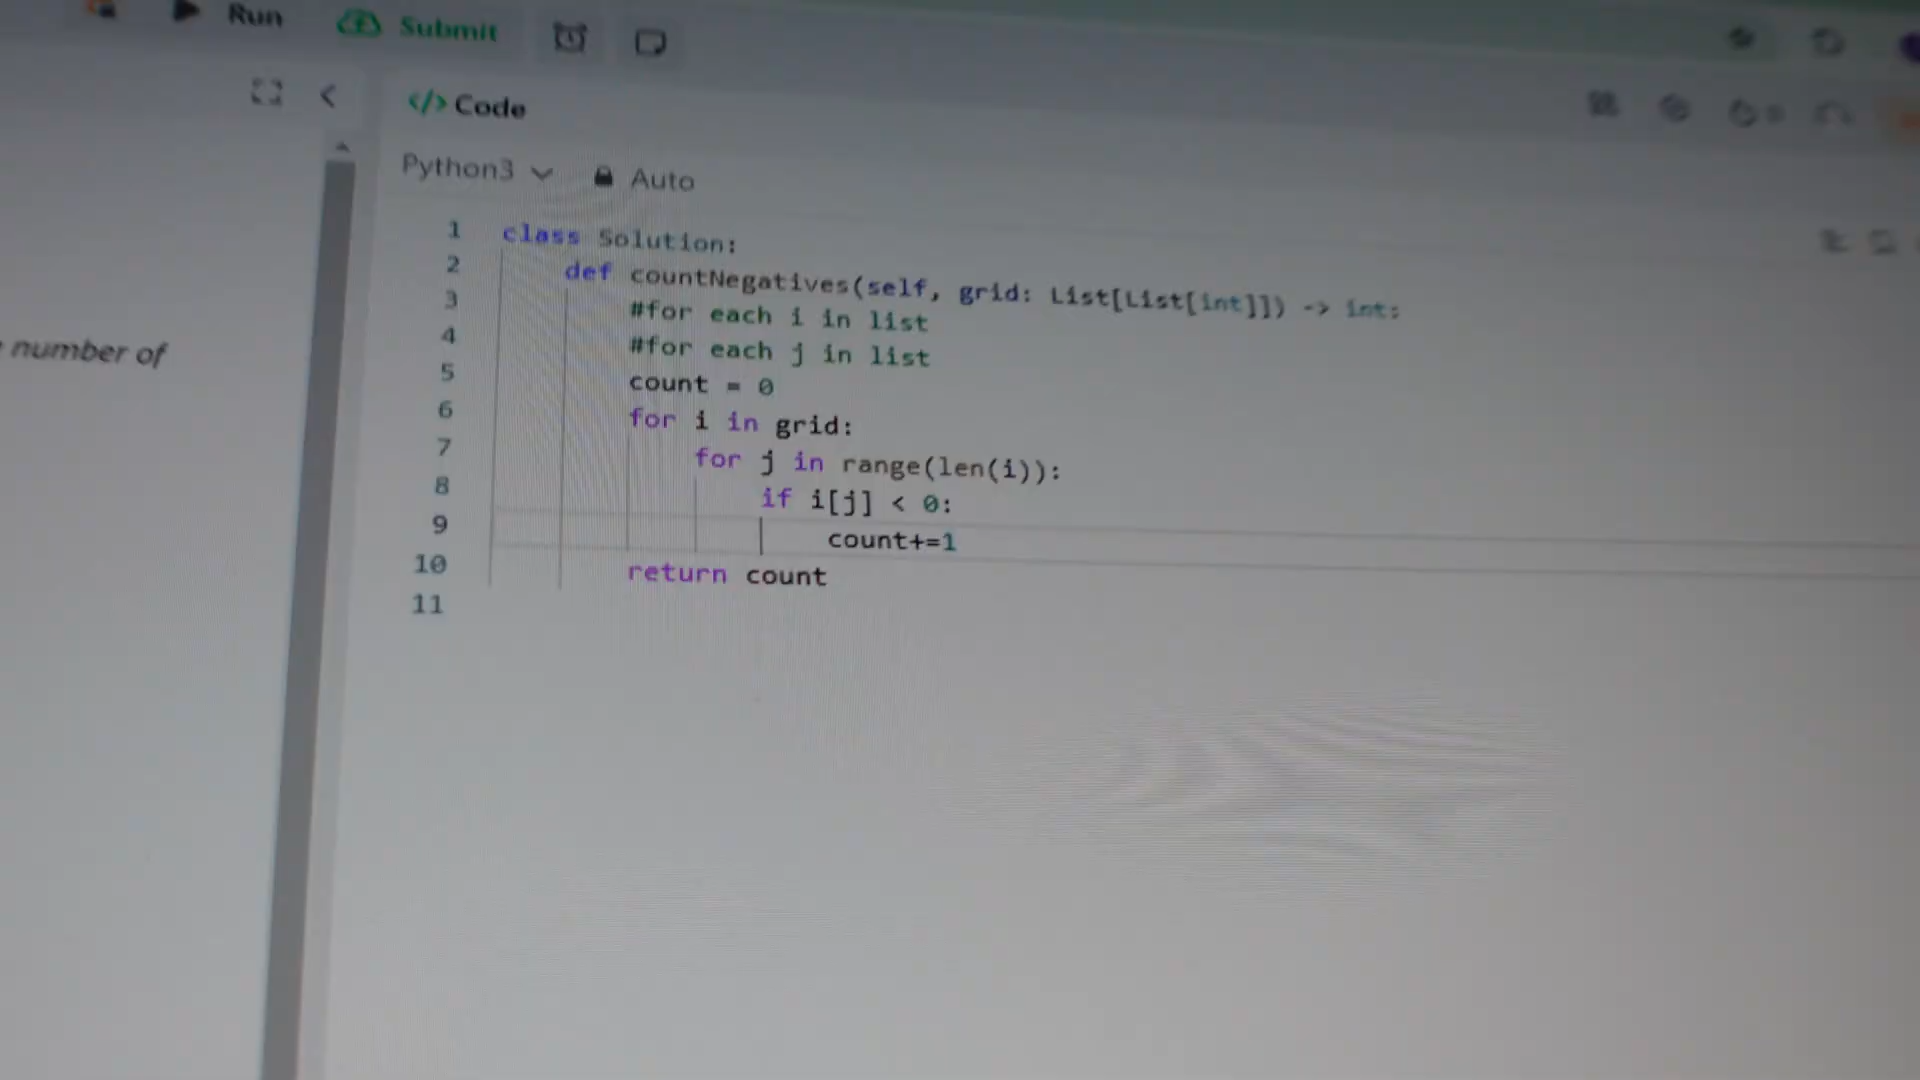 Run
Submit
</> Code
Python3
Auto
number of
1 class Solution:
2 def countNegatives(self, grid: List[List[int]]) -> int:
3 #for each i in list
4 #for each j in list
5 count = 0
6 for i in grid:
7 for j in range(len(i)):
8 if i[j] < 0:
9 count+=1
10 return count
11